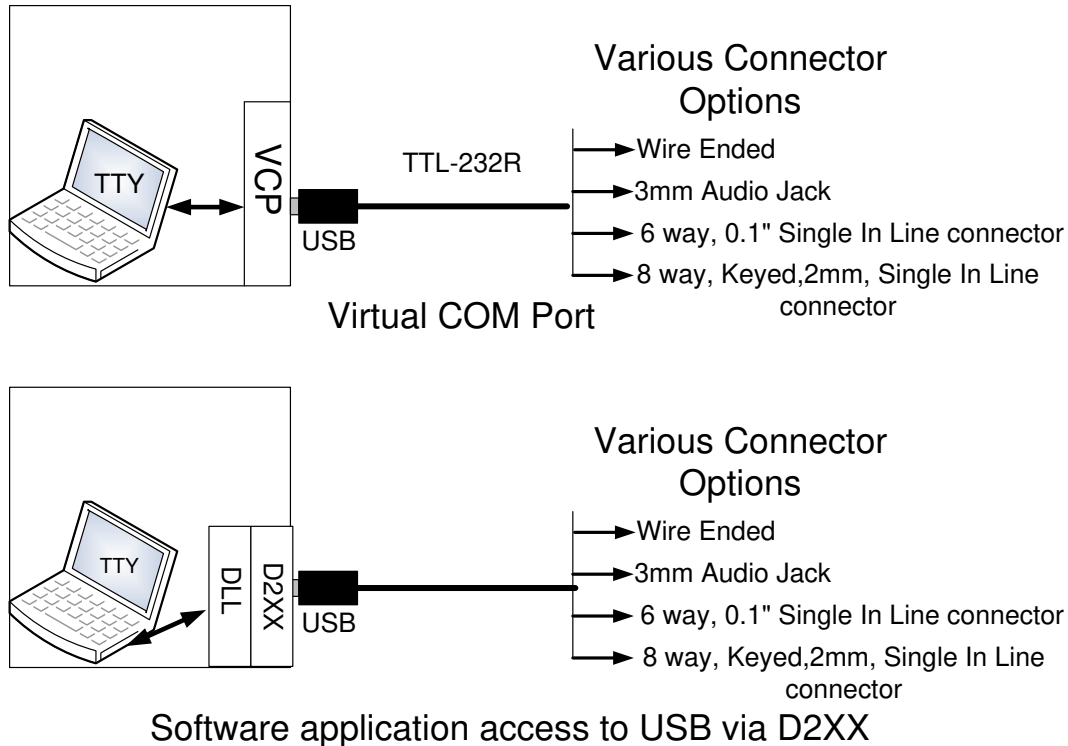 Various Connector
Options
TTY
VCP
USB
TTL-232R
Wire Ended
3mm Audio Jack
6 way, 0.1" Single In Line connector
8 way, Keyed,2mm, Single In Line
connector
Virtual COM Port
Various Connector
Options
TTY
DLL
D2XX
USB
Wire Ended
3mm Audio Jack
6 way, 0.1" Single In Line connector
8 way, Keyed,2mm, Single In Line
connector
Software application access to USB via D2XX